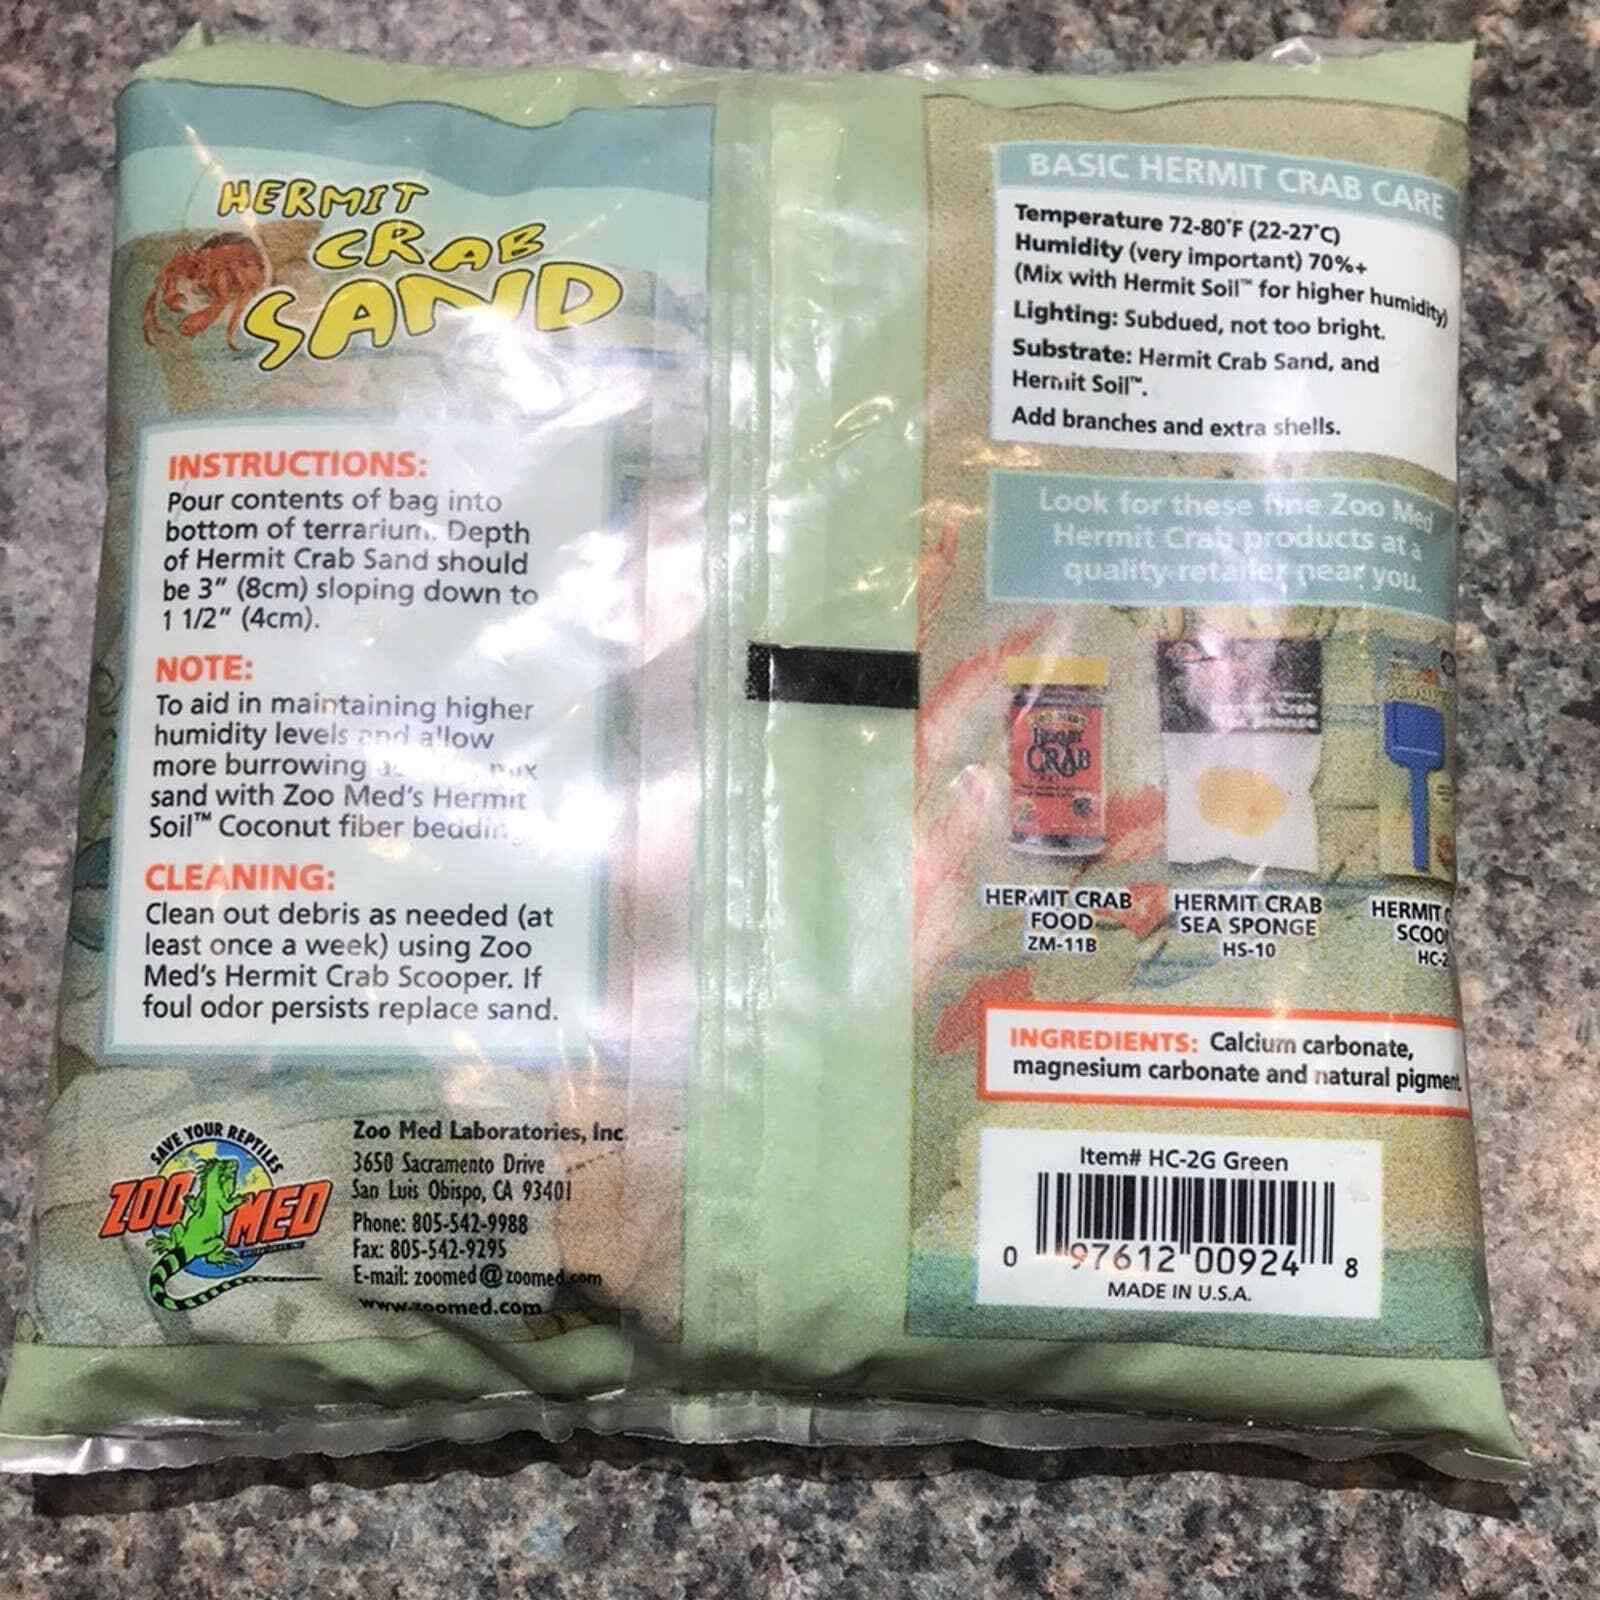 HERMIT
CRAB
SAND
INSTRUCTIONS:
Pour contents of bag into
bottom of terrarium. Depth
of Hermit Crab Sand should
be 3" (8cm) sloping down to
1 1/2" (4cm).
NOTE:
To aid in maintaining higher
humidity levels and allow
more burrowing
sand with Zoo Med's Hermit
Soil™ Coconut fiber
CLEANING:
Clean out debris as needed (at
least once a week) using Zoo
Med's Hermit Crab Scooper. If
foul odor persists replace sand.
SAVE YOUR REPTILES
ZOO MED
Zoo Med Laboratories, Inc.
3650 Sacramento Drive
San Luis Obispo, CA 93401
Phone: 805-542-9988
Fax: 805-542-9295
E-mail: zoomed@zoomed.com
www.zoomed.com
BASIC HERMIT CRAB CARE
Temperature 72-80°F (22-27°C)
Humidity (very important) 70%+
(Mix with Hermit Soil™ for higher humidity)
Lighting: Subdued, not too bright.
Substrate: Hermit Crab Sand, and
Hermit Soil™.
Add branches and extra shells.
Look for these fine Zoo Med
Hermit Crab products at a
quality retailer near you.
HERMIT
CRAB
HERMIT CRAB
FOOD
ZM-11B
HERMIT CRAB
SEA SPONGE
HS-10
HERMIT
INGREDIENTS: Calcium carbonate,
magnesium carbonate and natural pigment.
Item# HC-2G Green
0 97612 00924 8
MADE IN U.S.A.